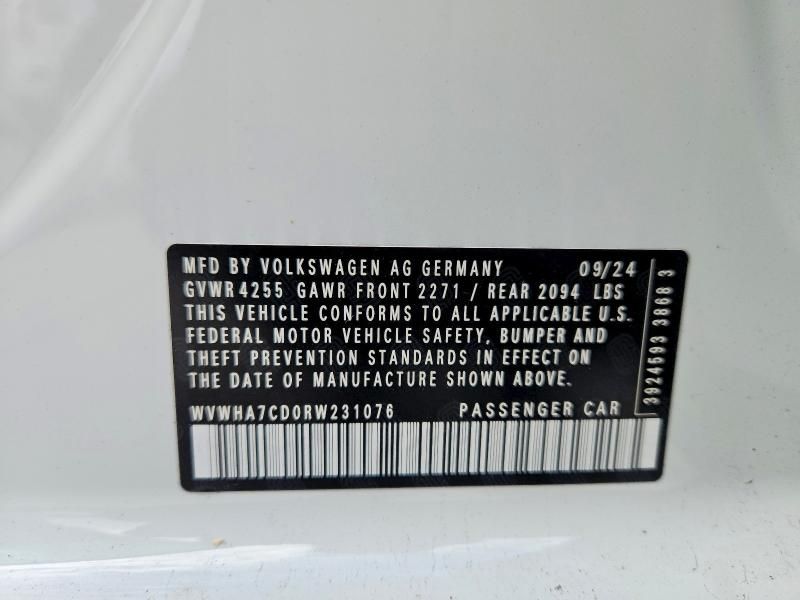 MFD BY VOLKSWAGEN AG GERMANY 09/24
GVWR 4255 GAWR FRONT 2271 / REAR 2094 LBS
THIS VEHICLE CONFORMS TO ALL APPLICABLE U.S.
FEDERAL MOTOR VEHICLE SAFETY, BUMPER AND
THEFT PREVENTION STANDARDS IN EFFECT ON
THE DATE OF MANUFACTURE SHOWN ABOVE.
WVWHA7CD0RW231076 PASSENGER CAR
3924593 3868 3